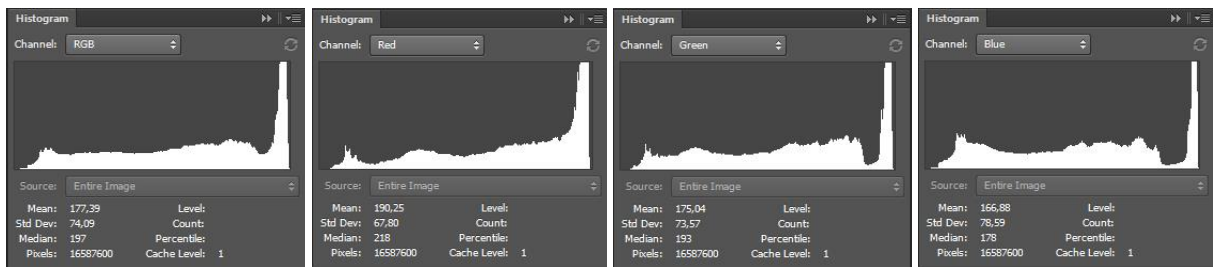 Histogram
Channel: RGB
Source: Entire Image
Mean: 177,39 Level:
Std Dev: 74,09 Count:
Median: 197 Percentile:
Pixels: 16587600 Cache Level: 1
Histogram
Channel: Red
Source: Entire Image
Mean: 190,25 Level:
Std Dev: 67,80 Count:
Median: 218 Percentile:
Pixels: 16587600 Cache Level: 1
Histogram
Channel: Green
Source: Entire Image
Mean: 175,04 Level:
Std Dev: 73,57 Count:
Median: 193 Percentile:
Pixels: 16587600 Cache Level: 1
Histogram
Channel: Blue
Source: Entire Image
Mean: 166,88 Level:
Std Dev: 78,59 Count:
Median: 178 Percentile:
Pixels: 16587600 Cache Level: 1